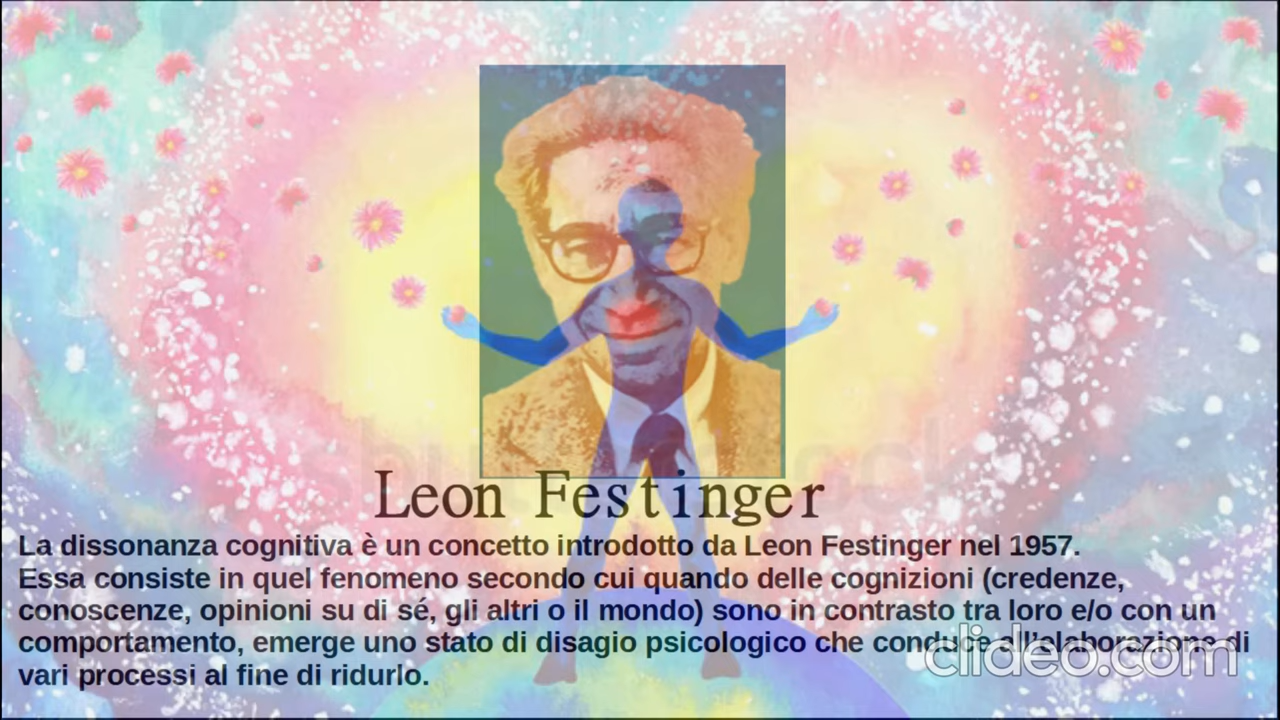 Leon Festinger
La dissonanza cognitiva è un concetto introdotto da Leon Festinger nel 1957.
Essa consiste in quel fenomeno secondo cui quando delle cognizioni (credenze,
conoscenze, opinioni su di sé, gli altri o il mondo) sono in contrasto tra loro e/o con un
comportamento, emerge uno stato di disagio psicologico che conduce all'elaborazione di
vari processi al fine di ridurlo.
clideo.com